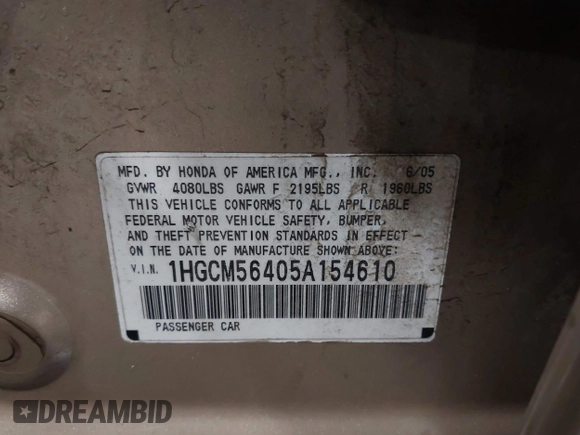 MFD. BY HONDA OF AMERICA MFG., INC. 6/05
GVWR 4080LBS GAWR F 2195LBS R 1960LBS
THIS VEHICLE CONFORMS TO ALL APPLICABLE
FEDERAL MOTOR VEHICLE SAFETY, BUMPER,
AND THEFT PREVENTION STANDARDS IN EFFECT
ON THE DATE OF MANUFACTURE SHOWN ABOVE:
V.I.N. 1HGCM56405A154610
PASSENGER CAR
DREAMBID